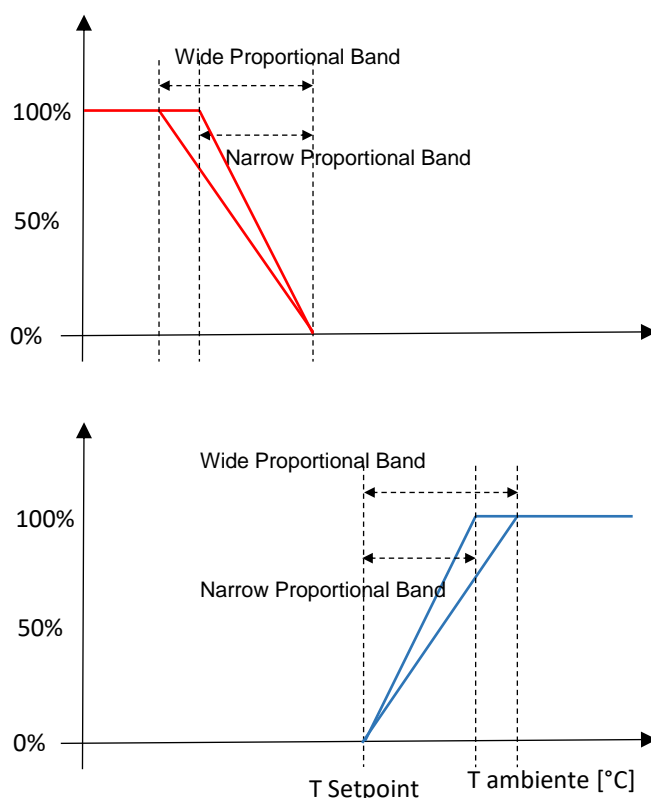 Wide Proportional Band
100%
Narrow Proportional Band
50%
0%
Wide Proportional Band
100%
Narrow Proportional Band
50%
0%
T Setpoint
T ambiente [°C]